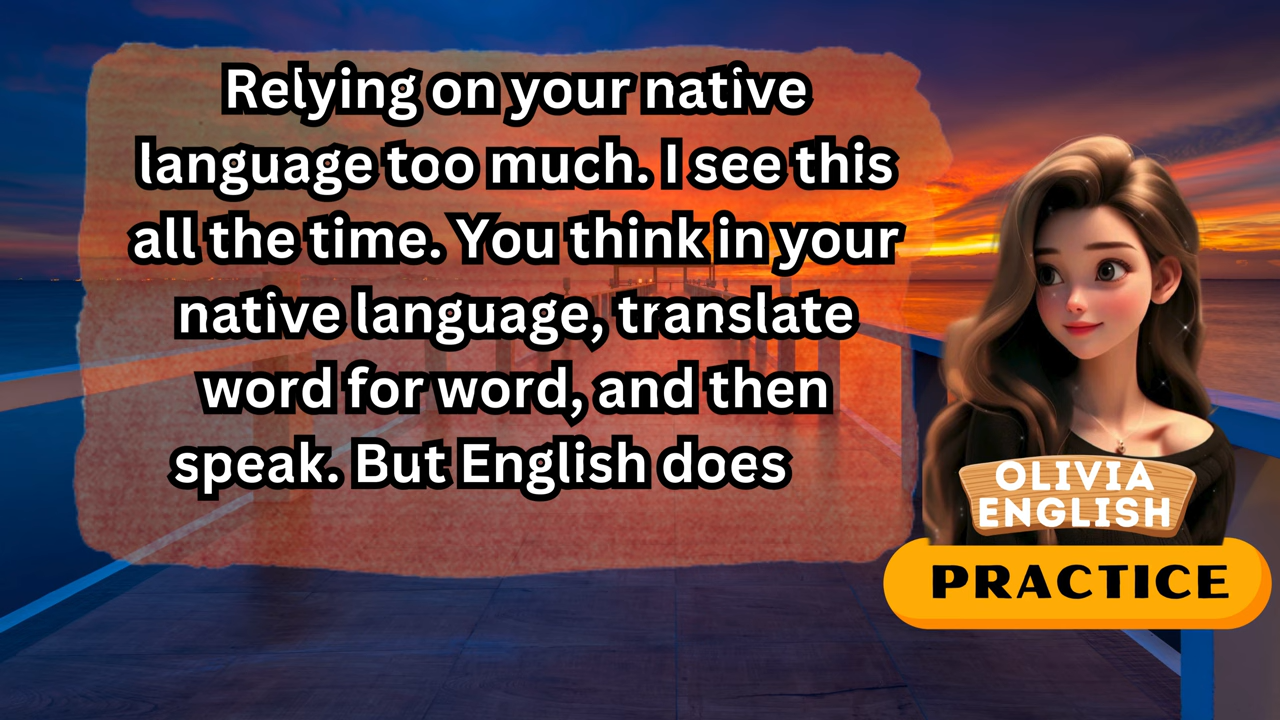 Relying on your native
language too much. I see this
all the time. You think in your
native language, translate
word for word, and then
speak. But English does
OLIVIA
ENGLISH
PRACTICE